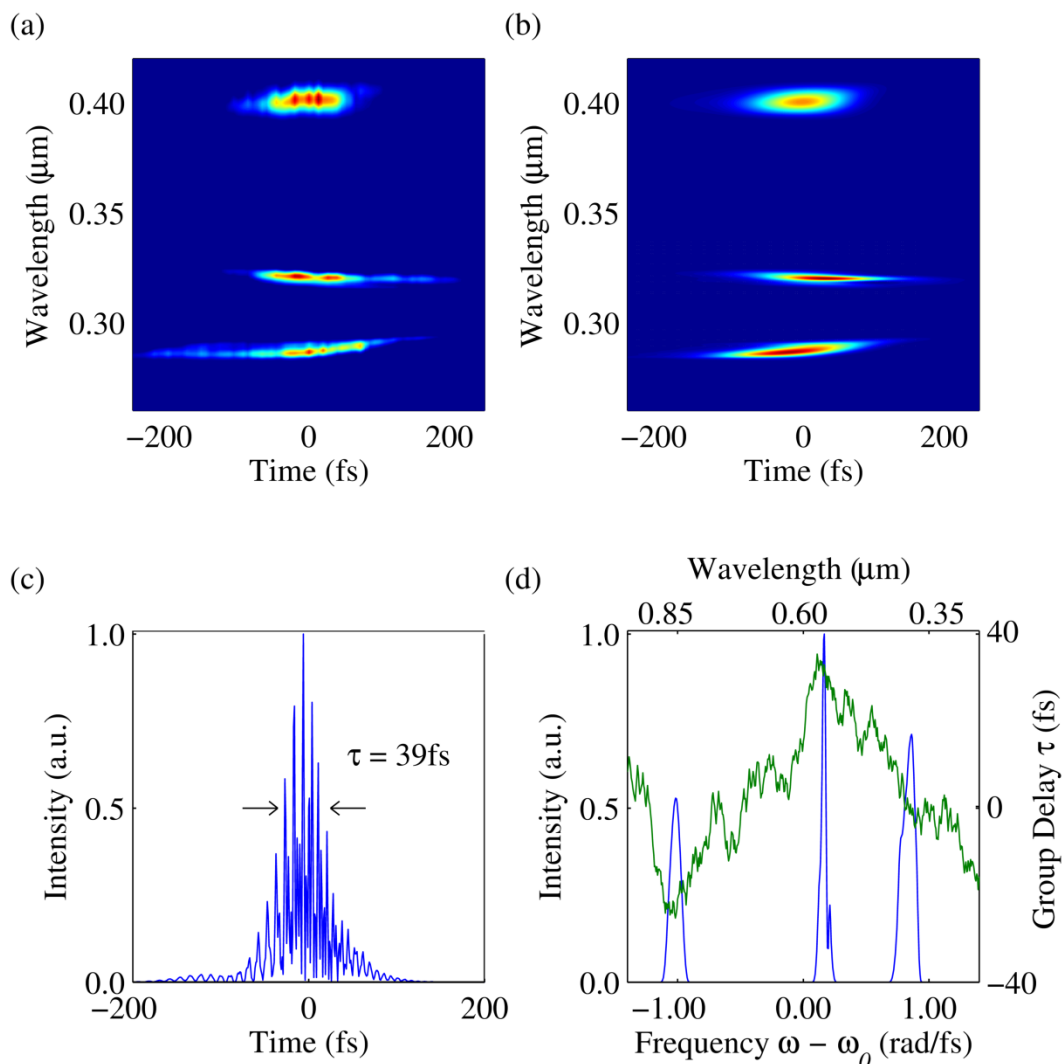 (a)
(b)
Wavelength (μm)
0.40
0.35
0.30
−200 0 200
Time (fs)
Wavelength (μm)
0.40
0.35
0.30
−200 0 200
Time (fs)
(c)
(d)
Intensity (a.u.)
1.0
0.5
0.0
τ = 39fs
−200 0 200
Time (fs)
Wavelength (μm)
0.85 0.60 0.35
Intensity (a.u.)
1.0
0.5
0.0
40
0
−40
Group Delay τ (fs)
−1.00 0.00 1.00
Frequency ω − ω₀ (rad/fs)